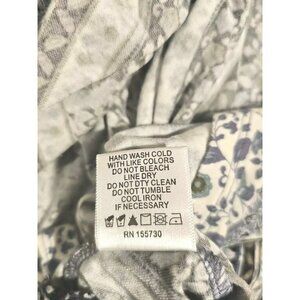 HAND WASH COLD
WITH LIKE COLORS
DO NOT BLEACH
LINE DRY
DO NOT DTY CLEAN
DO NOT TUMBLE
COOL IRON
IF NECESSARY
RN 155730